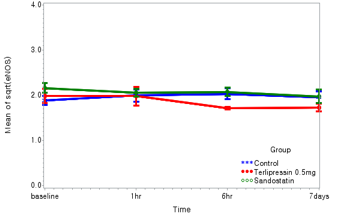 4.0
3.0
2.0
1.0
0.0
Mean of sqrt(eNOS)
baseline
1hr
6hr
7days
Time
Group
Control
Terlipressin 0.5mg
Sandostatin